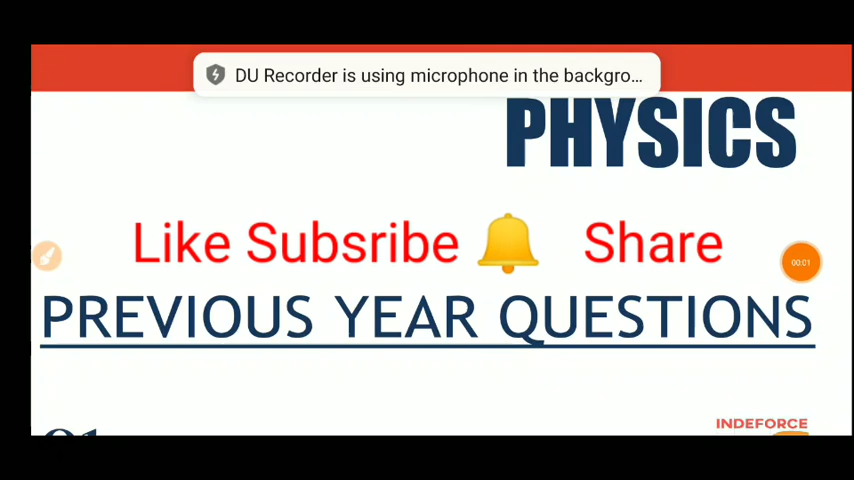 DU Recorder is using microphone in the backgro...
PHYSICS
Like Subsribe 🔔 Share
00:01
PREVIOUS YEAR QUESTIONS
INDEFORCE